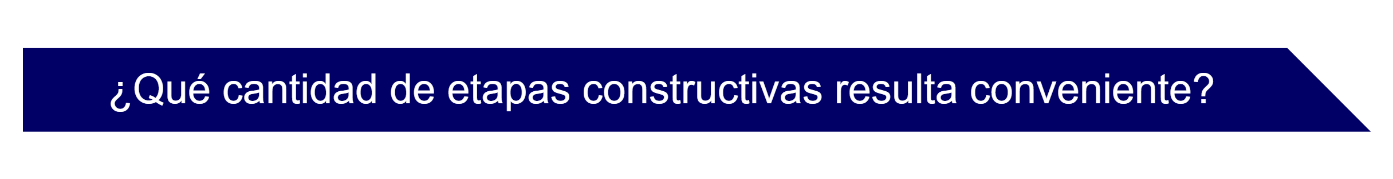 ¿Qué cantidad de etapas constructivas resulta conveniente?